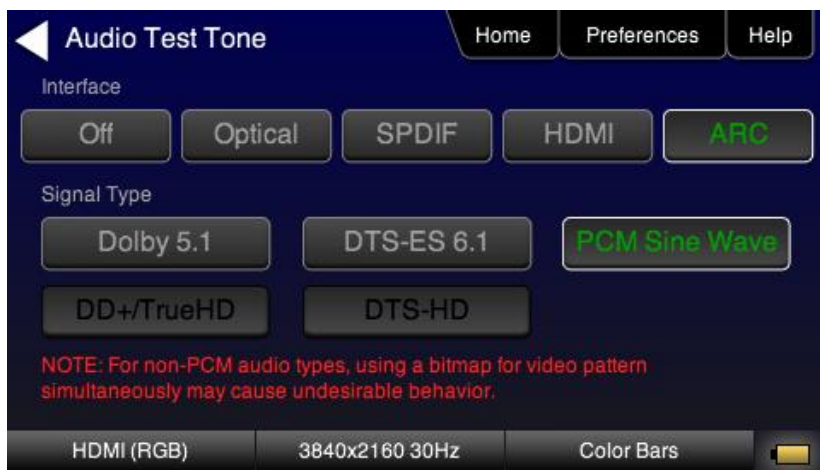 Audio Test Tone
Home
Preferences
Help
Interface
Off
Optical
SPDIF
HDMI
ARC
Signal Type
Dolby 5.1
DTS-ES 6.1
PCM Sine Wave
DD+/TrueHD
DTS-HD
NOTE: For non-PCM audio types, using a bitmap for video pattern
simultaneously may cause undesirable behavior.
HDMI (RGB)
3840x2160 30Hz
Color Bars